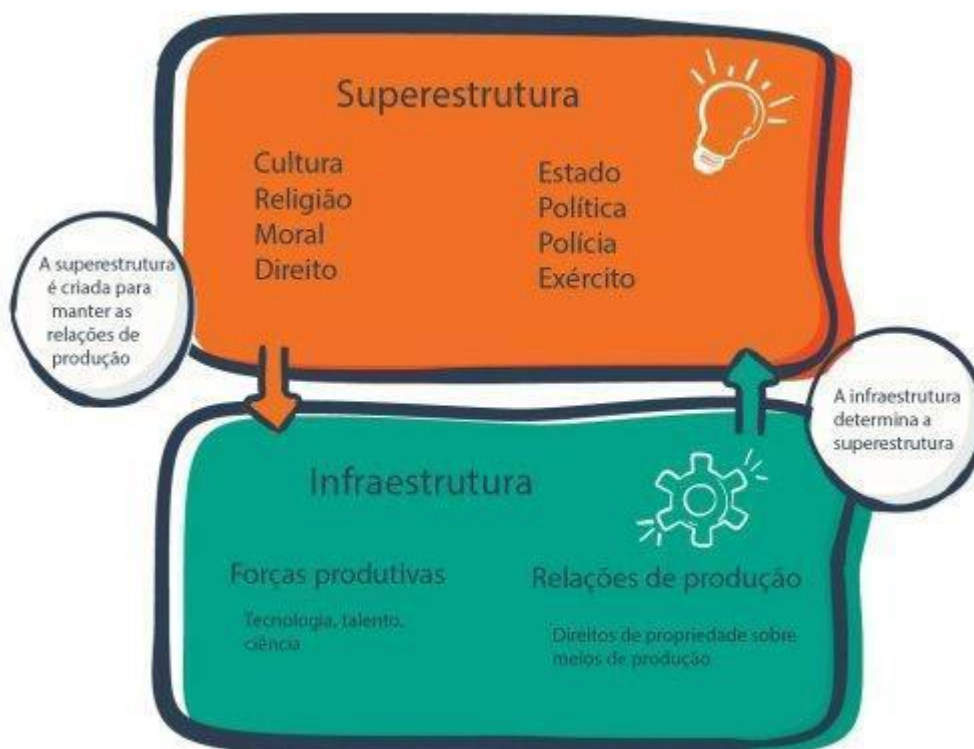 Superestrutura
Cultura
Religião
Moral
Direito
Estado
Política
Polícia
Exército
A superestrutura
é criada para
manter as
relações de
produção
A infraestrutura
determina a
superestrutura
Infraestrutura
Forças produtivas
Tecnologia, talento,
ciência
Relações de produção
Direitos de propriedade sobre
meios de produção